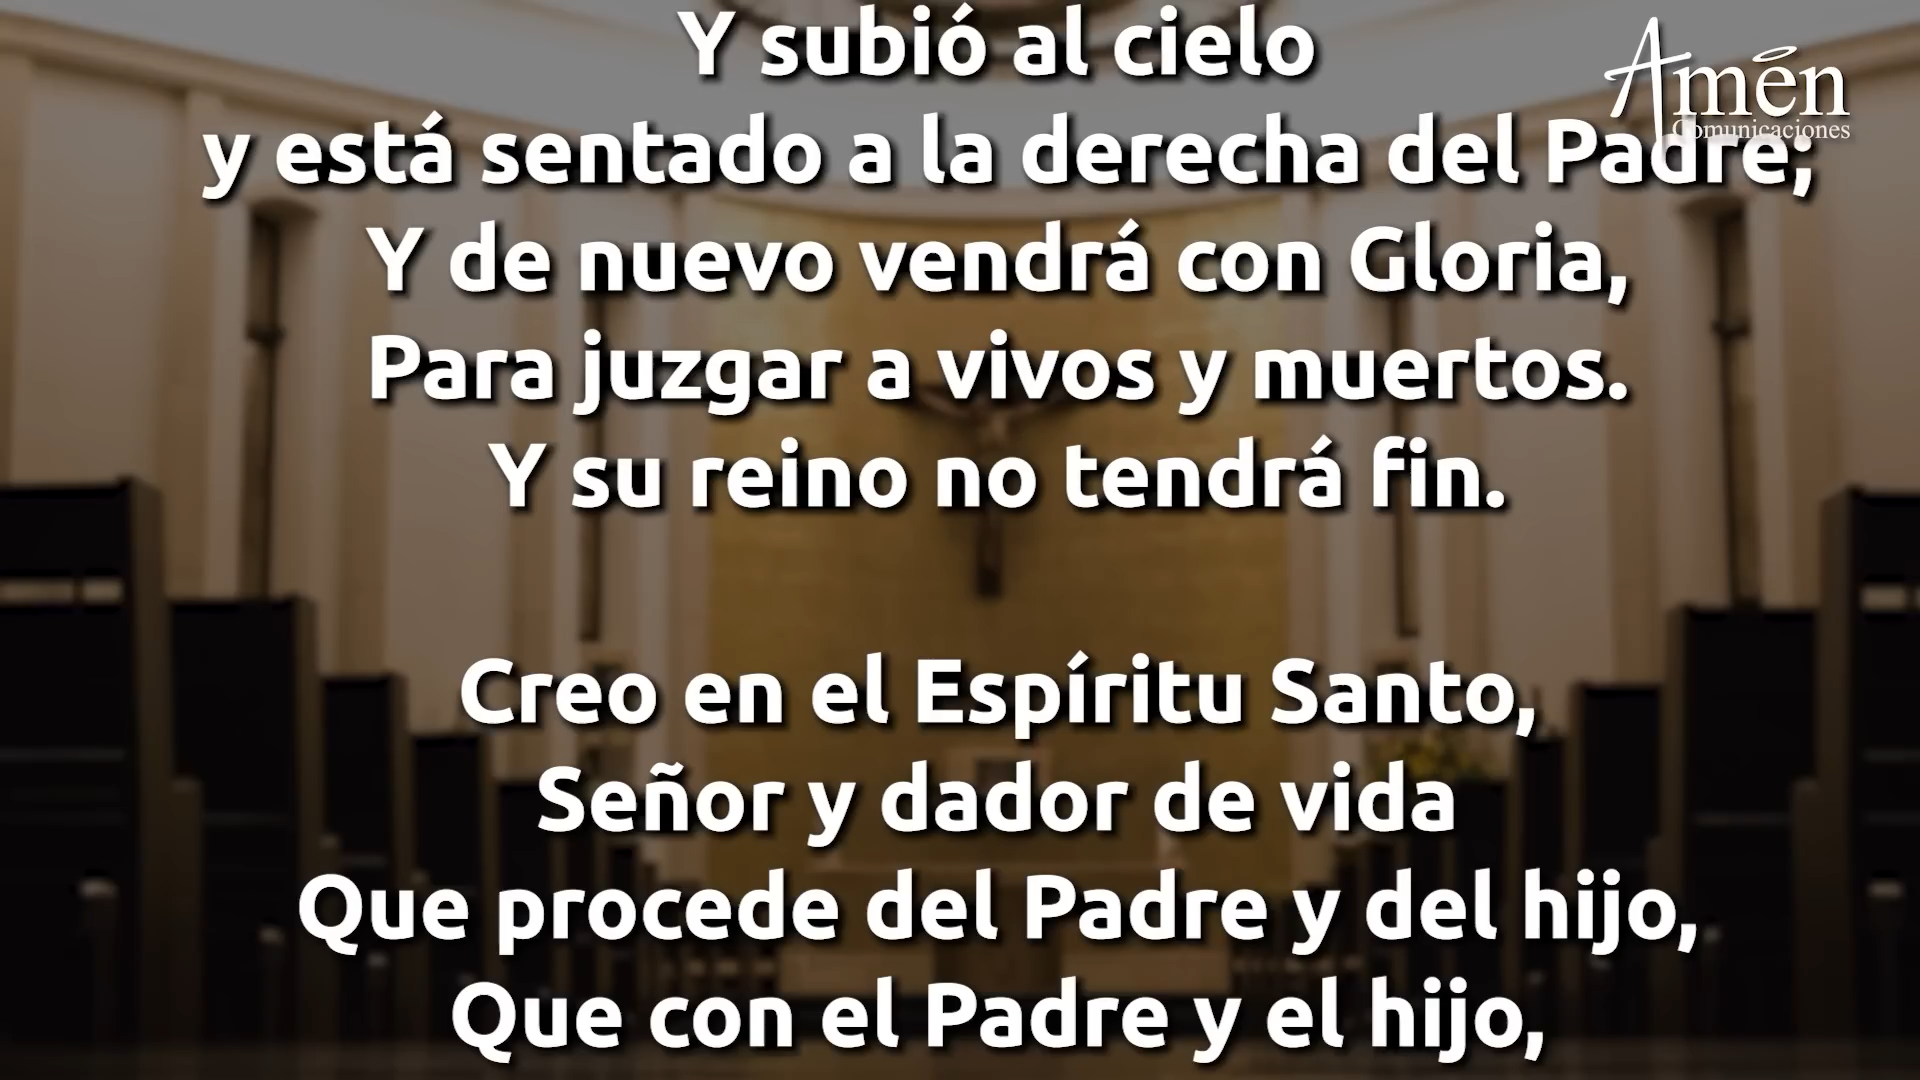 Y subió al cielo
Amén
Comunicaciones
y está sentado a la derecha del Padre;
Y de nuevo vendrá con Gloria,
Para juzgar a vivos y muertos.
Y su reino no tendrá fin.
Creo en el Espíritu Santo,
Señor y dador de vida
Que procede del Padre y del hijo,
Que con el Padre y el hijo,